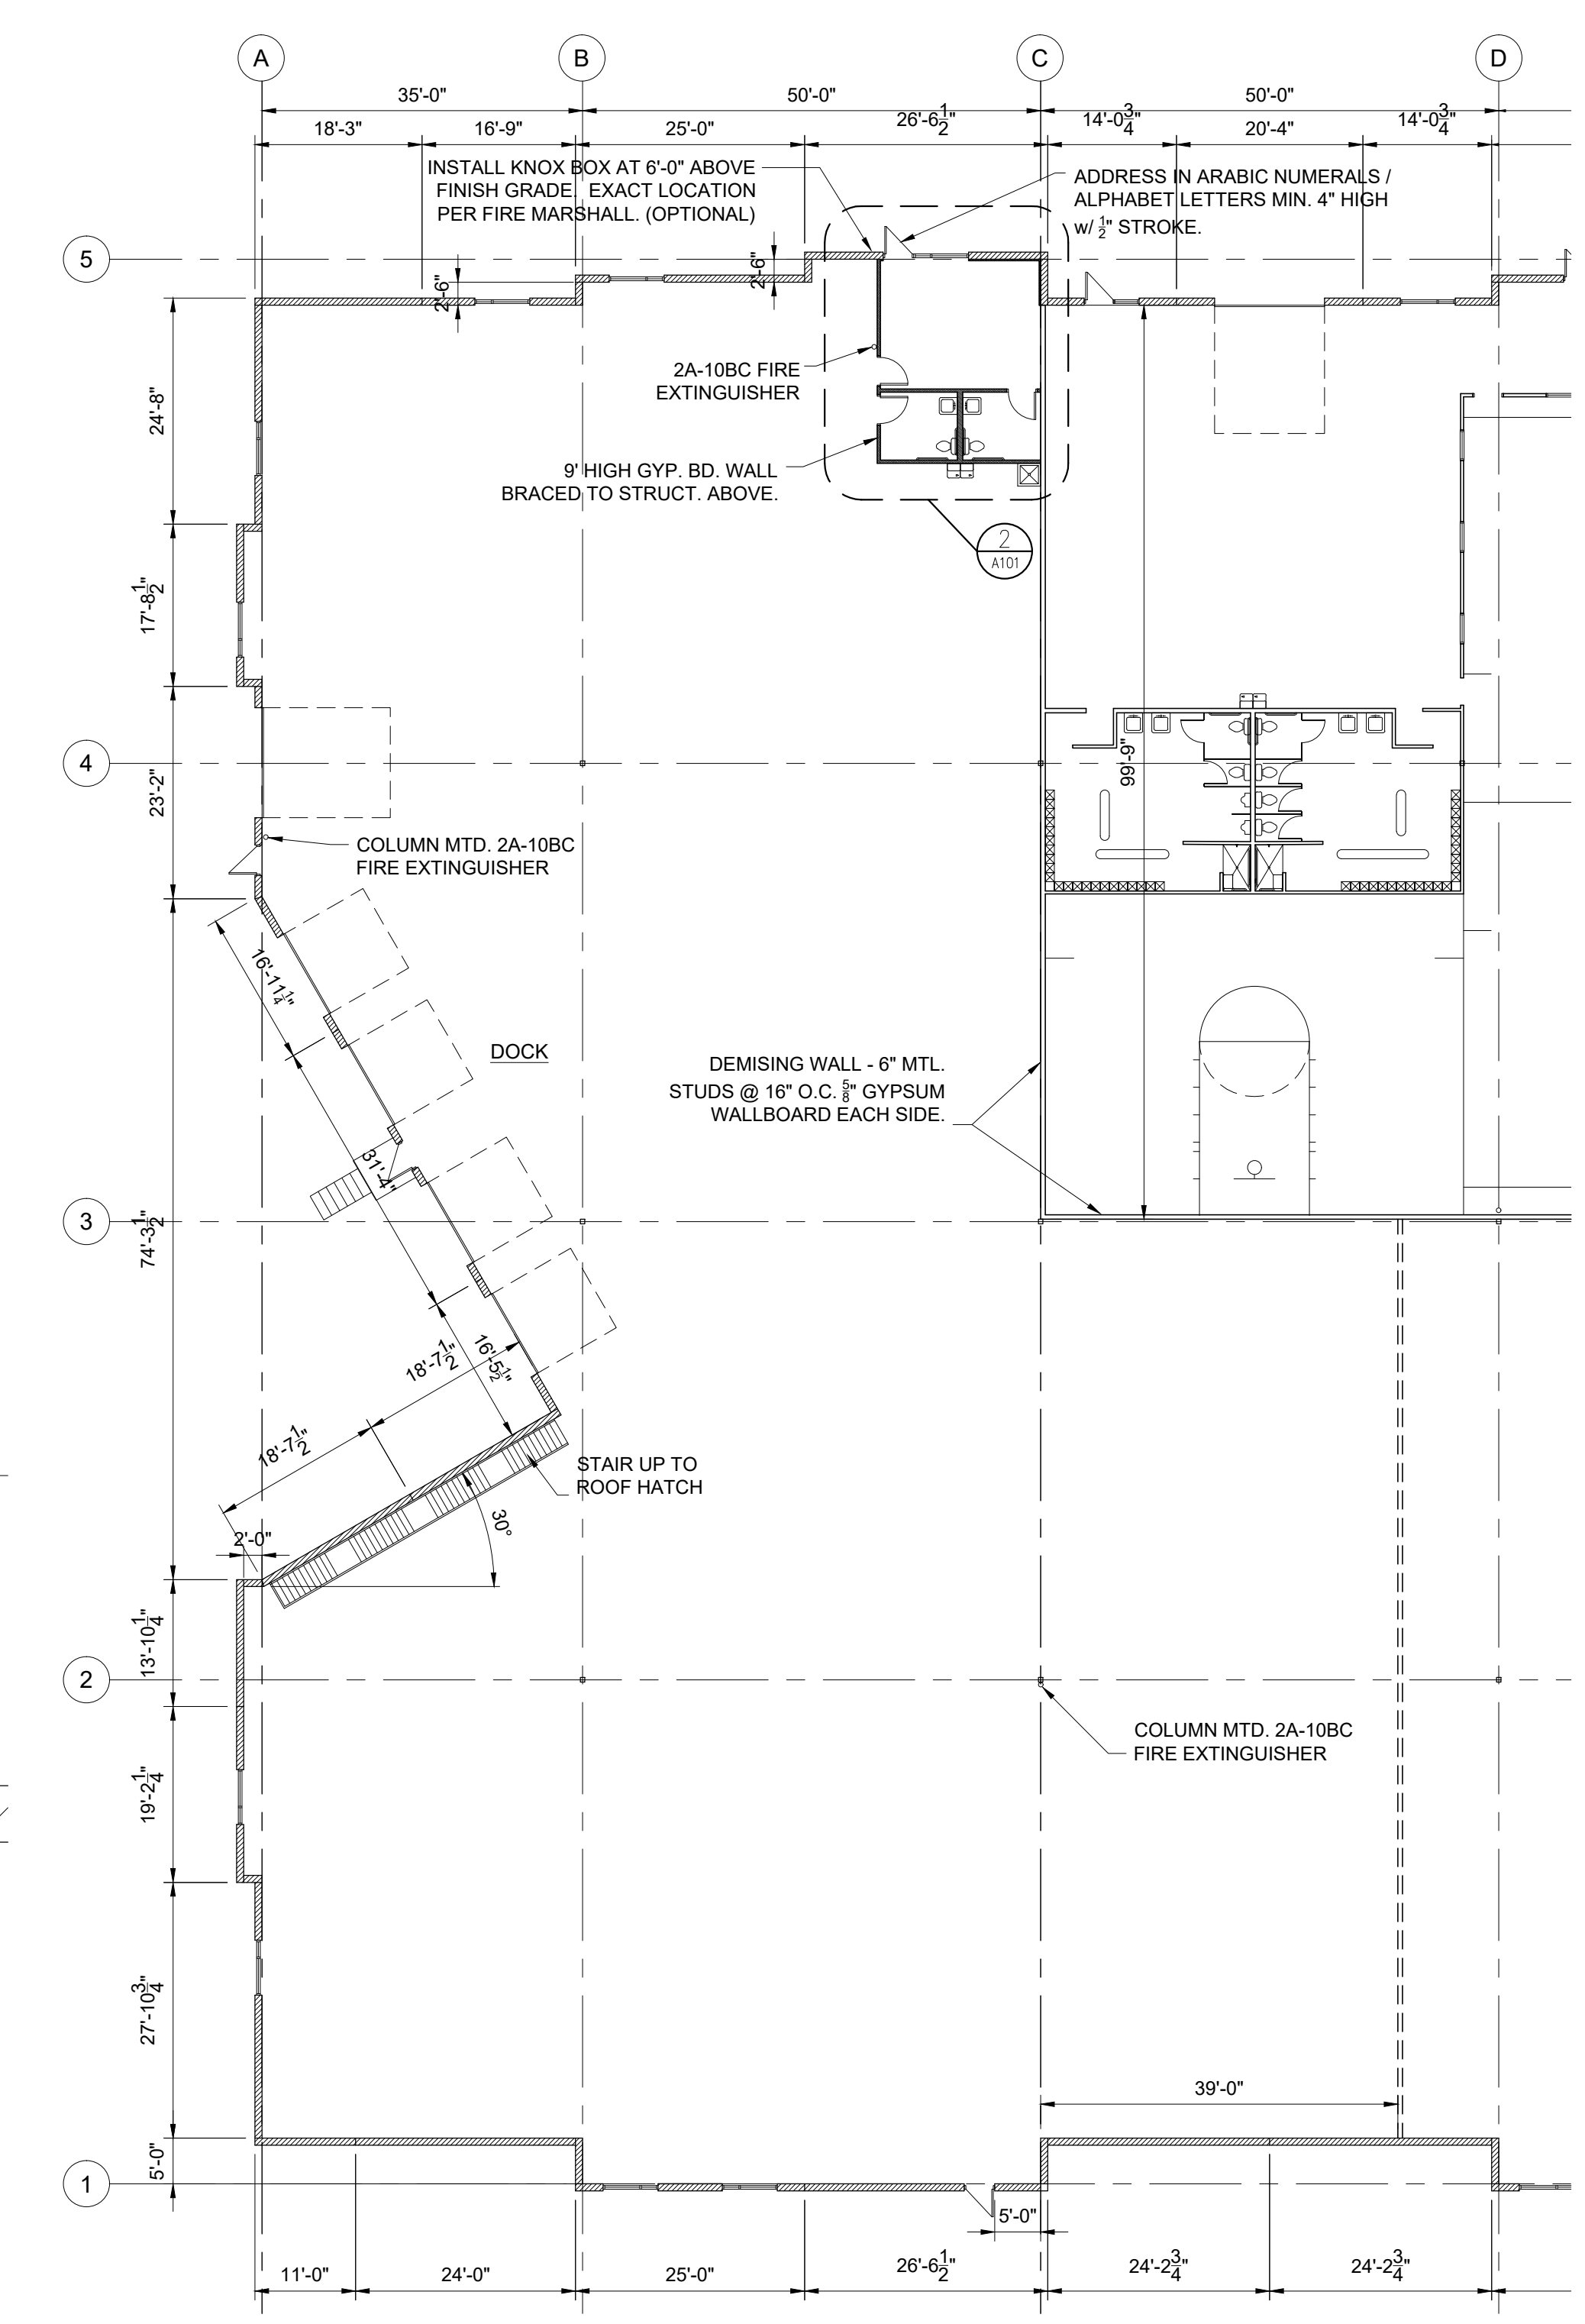 A
B
C
D
35'-0"
50'-0"
50'-0"
18'-3"
16'-9"
25'-0"
26'-6 1/2"
14'-0 3/4"
20'-4"
14'-0 3/4"
INSTALL KNOX BOX AT 6'-0" ABOVE
FINISH GRADE. EXACT LOCATION
PER FIRE MARSHALL. (OPTIONAL)
ADDRESS IN ARABIC NUMERALS /
ALPHABET LETTERS MIN. 4" HIGH
w/ 1/2" STROKE.
5
2'-6"
2'-6"
2A-10BC FIRE
EXTINGUISHER
24'-8"
9' HIGH GYP. BD. WALL
BRACED TO STRUCT. ABOVE.
2
A101
17'-8 1/2"
4
23'-2"
99'-9"
COLUMN MTD. 2A-10BC
FIRE EXTINGUISHER
16'-11 1/4"
DOCK
DEMISING WALL - 6" MTL.
STUDS @ 16" O.C. 5/8" GYPSUM
WALLBOARD EACH SIDE.
31'-4"
3
74'-3 1/2"
16'-5 1/2"
18'-7 1/2"
18'-7 1/2"
STAIR UP TO
ROOF HATCH
30°
2'-0"
13'-10 1/4"
2
COLUMN MTD. 2A-10BC
FIRE EXTINGUISHER
19'-2 1/4"
27'-10 3/4"
39'-0"
5'-0"
1
5'-0"
11'-0"
24'-0"
25'-0"
26'-6 1/2"
24'-2 3/4"
24'-2 3/4"